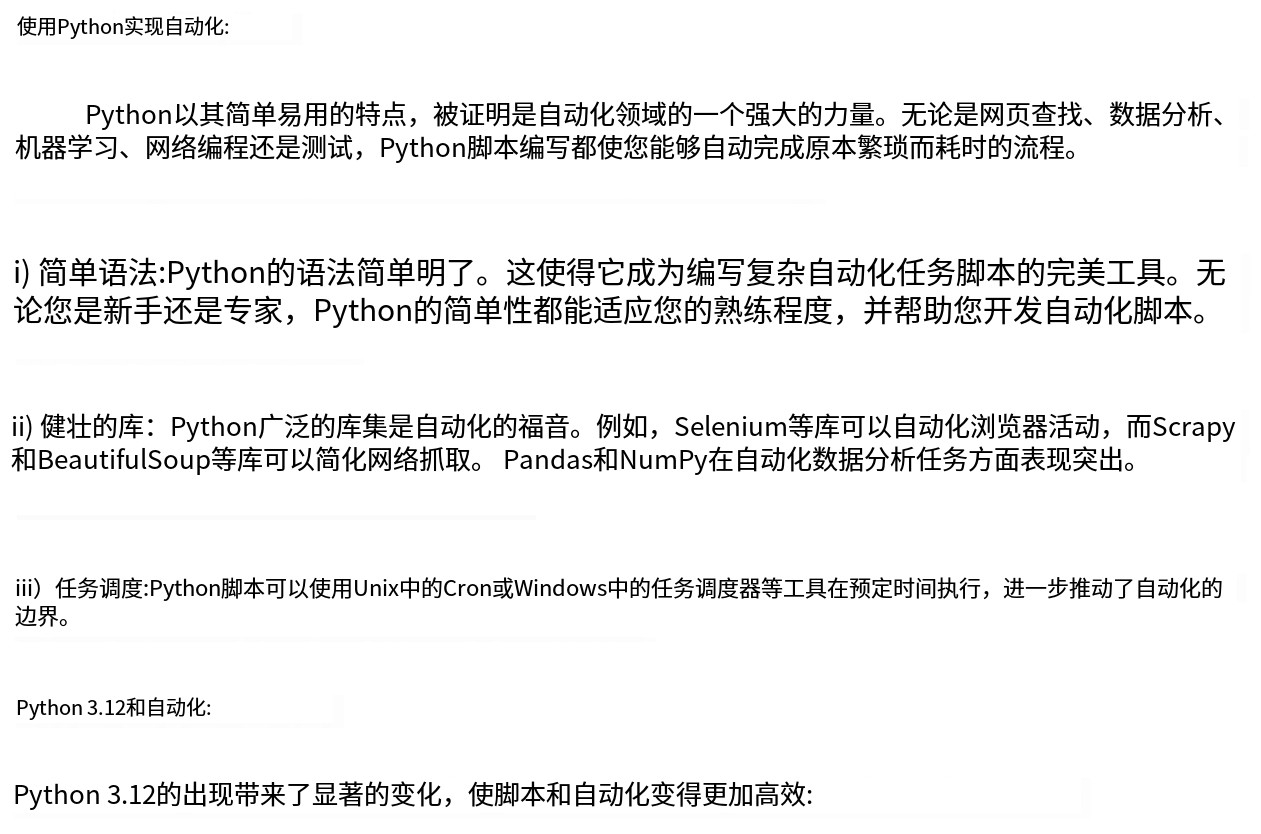 使用Python实现自动化:
Python以其简单易用的特点，被证明是自动化领域的一个强大的力量。无论是网页查找、数据分析、
机器学习、网络编程还是测试，Python脚本编写都使您能够自动完成原本繁琐而耗时的流程。
i) 简单语法:Python的语法简单明了。这使得它成为编写复杂自动化任务脚本的完美工具。无
论您是新手还是专家，Python的简单性都能适应您的熟练程度，并帮助您开发自动化脚本。
ii) 健壮的库：Python广泛的库集是自动化的福音。例如，Selenium等库可以自动化浏览器活动，而Scrapy
和BeautifulSoup等库可以简化网络抓取。 Pandas和NumPy在自动化数据分析任务方面表现突出。
iii）任务调度:Python脚本可以使用Unix中的Cron或Windows中的任务调度器等工具在预定时间执行，进一步推动了自动化的
边界。
Python 3.12和自动化:
Python 3.12的出现带来了显著的变化，使脚本和自动化变得更加高效: